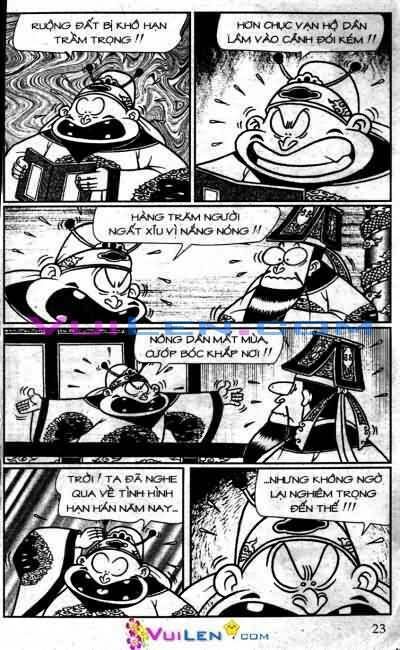 RUỘNG ĐẤT BỊ KHÔ HẠN
TRẦM TRỌNG !!
HƠN CHỤC VẠN HỘ DÂN
LÂM VÀO CẢNH ĐÓI KÉM !!
HÀNG TRĂM NGƯỜI
NGẤT XỈU VÌ NẮNG NÓNG !!
VUILEN.COM
NÔNG DÂN MẤT MÙA,
CƯỚP BÓC KHẮP NƠI !!
TRỜI ! TA ĐÃ NGHE
QUA VỀ TÌNH HÌNH
HẠN HÁN NĂM NAY...
...NHƯNG KHÔNG NGỜ
LẠI NGHIÊM TRỌNG
ĐẾN THẾ !!!
23
VUILEN.COM